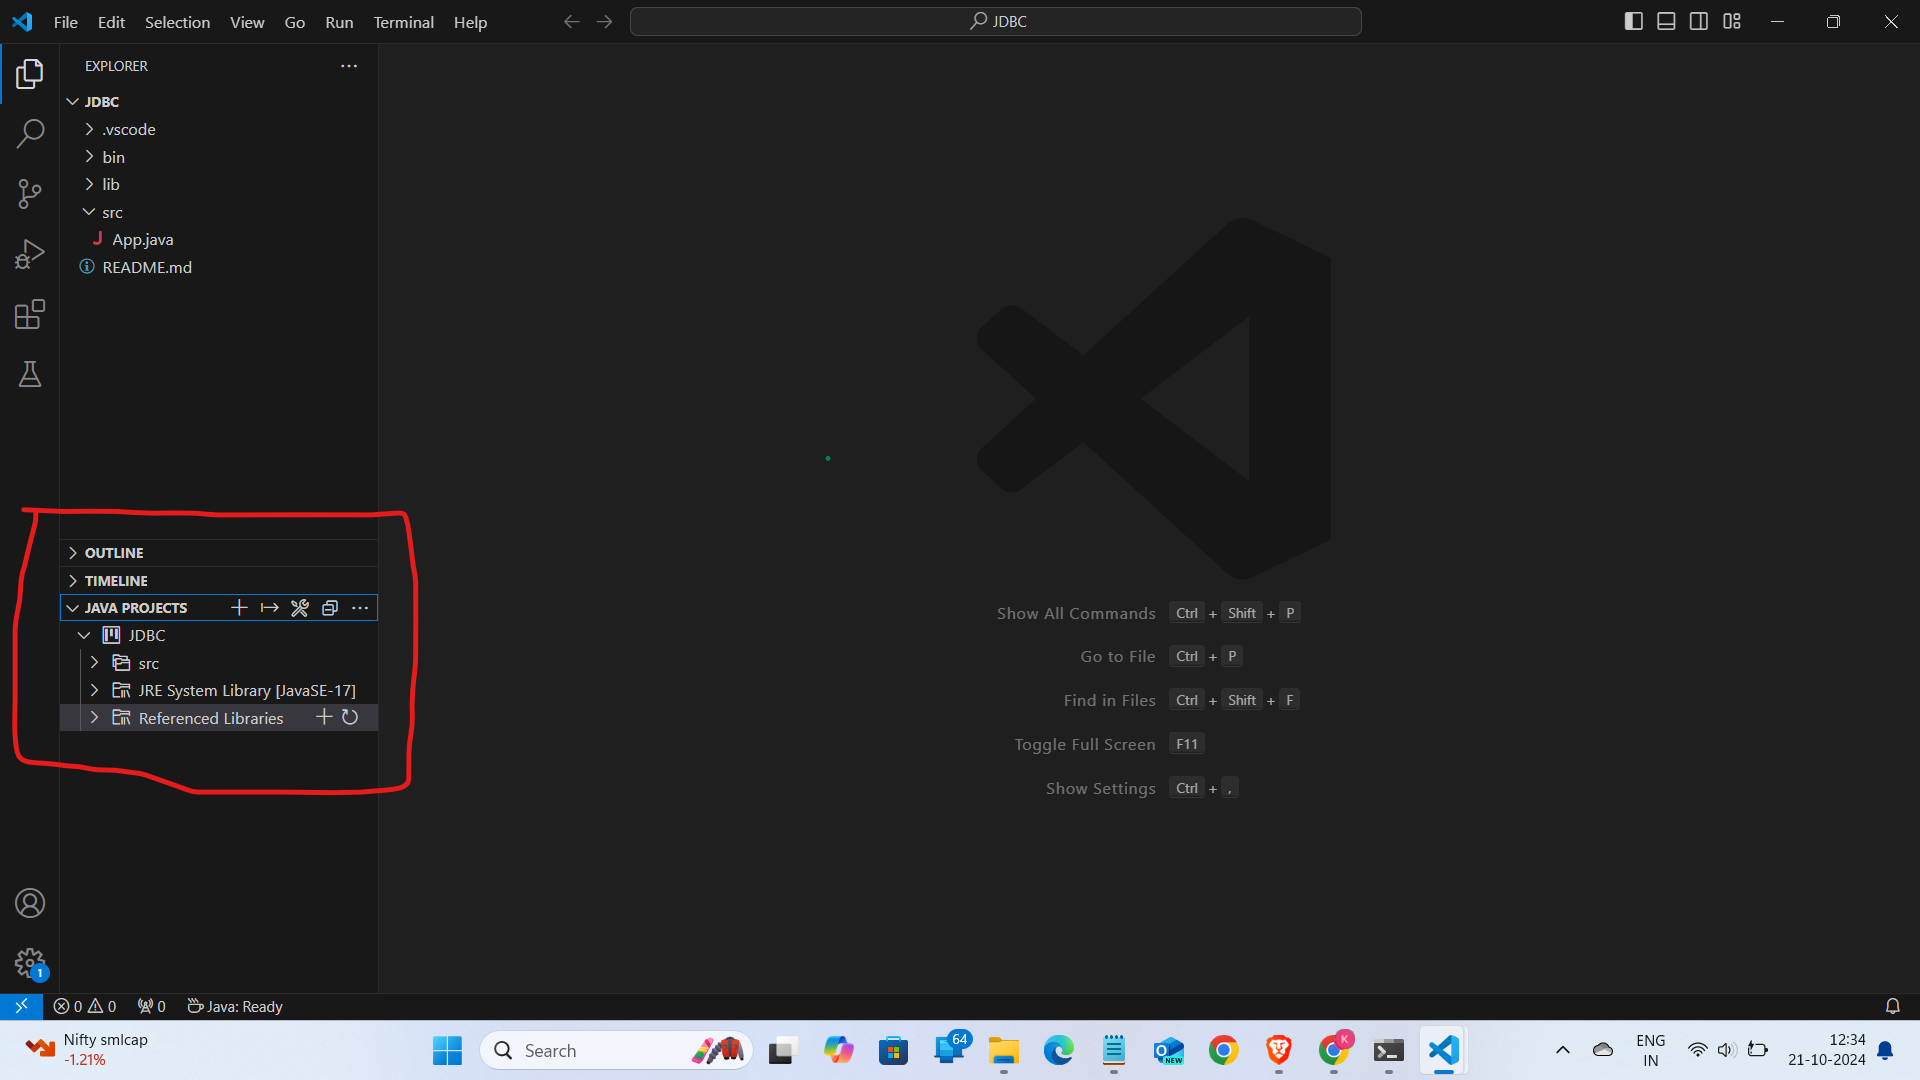 File Edit Selection View Go Run Terminal Help
JDBC
EXPLORER
JDBC
.vscode
bin
lib
src
J App.java
README.md
OUTLINE
TIMELINE
JAVA PROJECTS
JDBC
src
JRE System Library [JavaSE-17]
Referenced Libraries
Show All Commands Ctrl + Shift + P
Go to File Ctrl + P
Find in Files Ctrl + Shift + F
Toggle Full Screen F11
Show Settings Ctrl + ,
1
0 0 0 Java: Ready
Nifty smlcap
-1.21%
Search
64
NEW
K
ENG
IN
12:34
21-10-2024